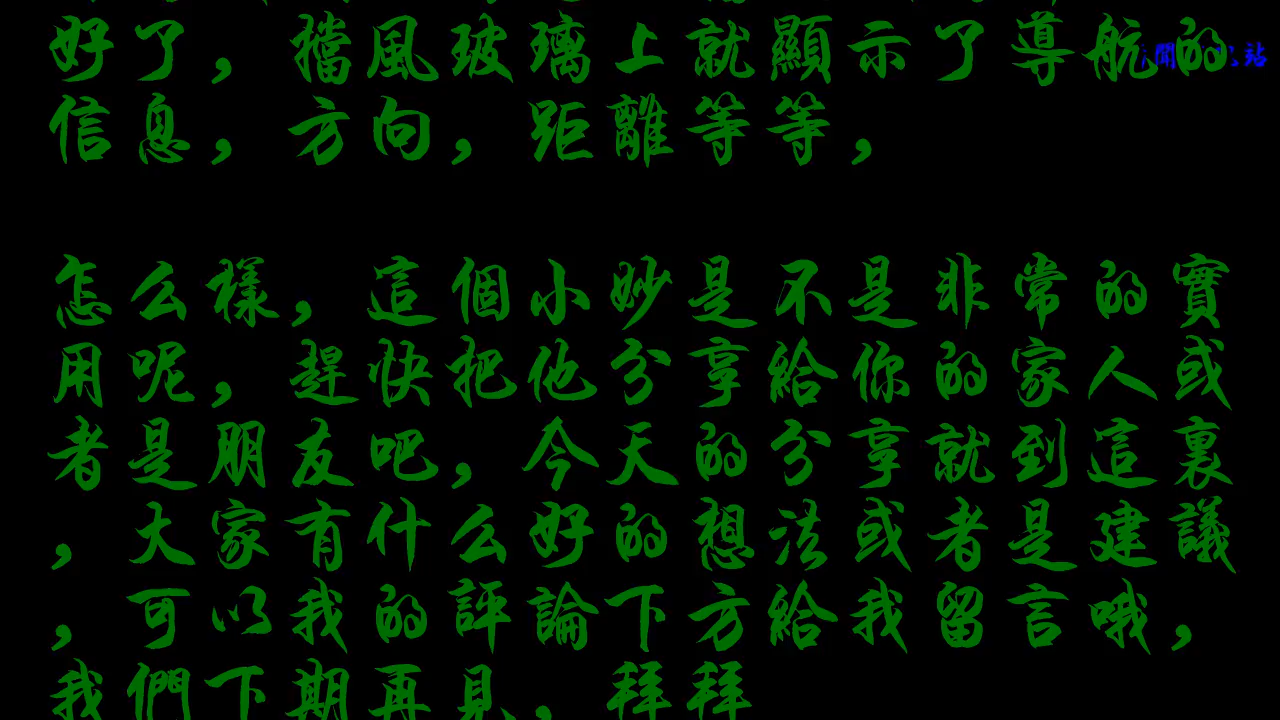 好了，擋風玻璃上就顯示了導航的
信息，方向，距離等等，
怎么樣，這個小妙是不是非常的實
用呢，趕快把他分享給你的家人或
者是朋友吧，今天的分享就到這裏
，大家有什么好的想法或者是建議
，可以我的評論下方給我留言哦，
我們下期再見，拜拜